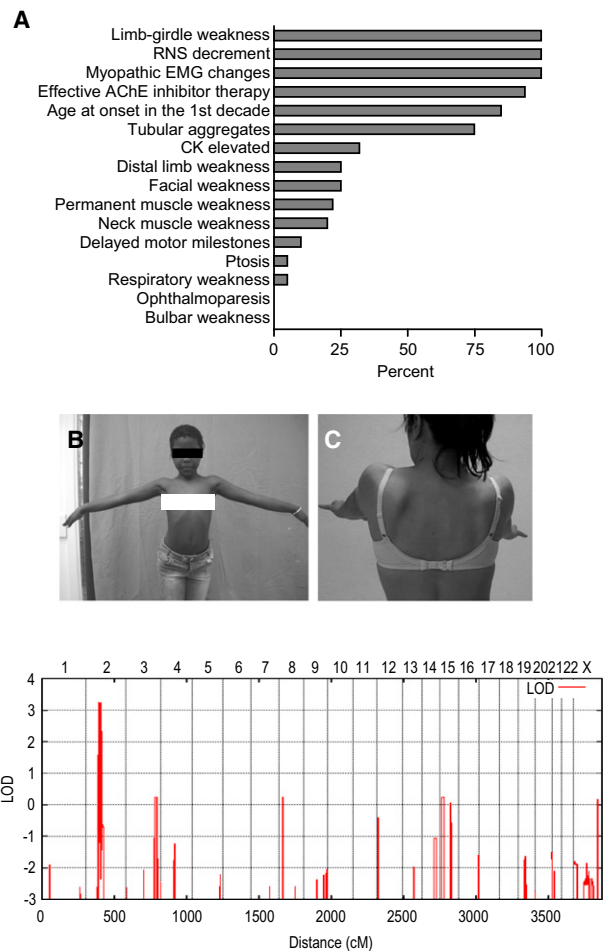 A
Limb-girdle weakness
RNS decrement
Myopathic EMG changes
Effective AChE inhibitor therapy
Age at onset in the 1st decade
Tubular aggregates
CK elevated
Distal limb weakness
Facial weakness
Permanent muscle weakness
Neck muscle weakness
Delayed motor milestones
Ptosis
Respiratory weakness
Ophthalmoparesis
Bulbar weakness
0 25 50 75 100
Percent
B
C
1 2 3 4 5 6 7 8 9 10 11 12 13 14 15 16 17 18 19 20 21 22 X
4
3
2
1
0
-1
-2
-3
LOD
LOD
0 500 1000 1500 2000 2500 3000 3500
Distance (cM)